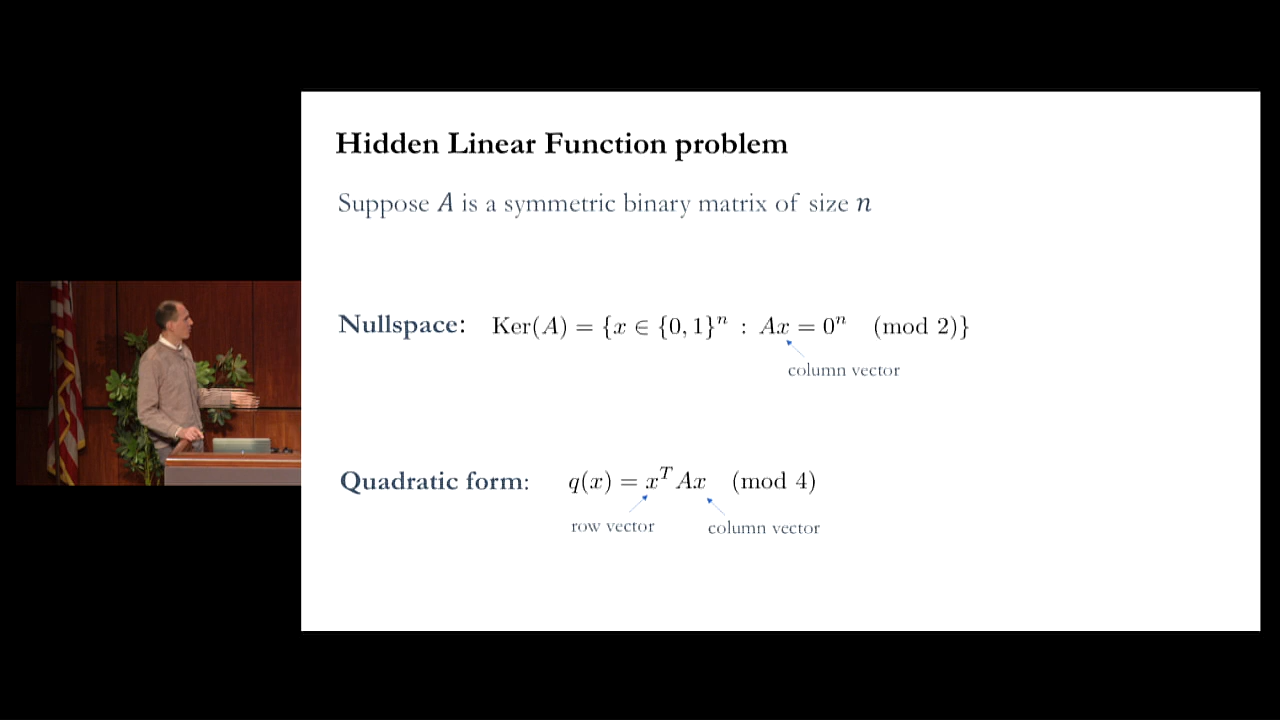 Hidden Linear Function problem
Suppose A is a symmetric binary matrix of size n
Nullspace: Ker(A) = {x ∈ {0, 1}ⁿ : Ax = 0ⁿ (mod 2)}
column vector
Quadratic form: q(x) = xᵀAx (mod 4)
row vector column vector